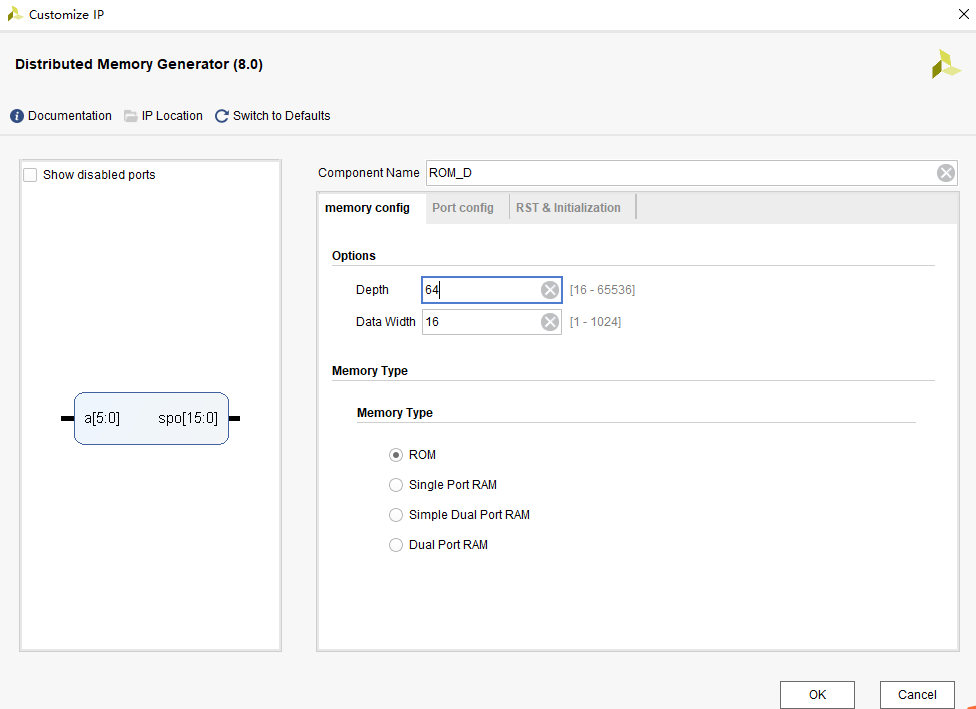 Customize IP
Distributed Memory Generator (8.0)
Documentation IP Location Switch to Defaults
Show disabled ports
a[5:0] spo[15:0]
Component Name ROM_D
memory config Port config RST & Initialization
Options
Depth 64 [16 - 65536]
Data Width 16 [1 - 1024]
Memory Type
Memory Type
ROM
Single Port RAM
Simple Dual Port RAM
Dual Port RAM
OK Cancel